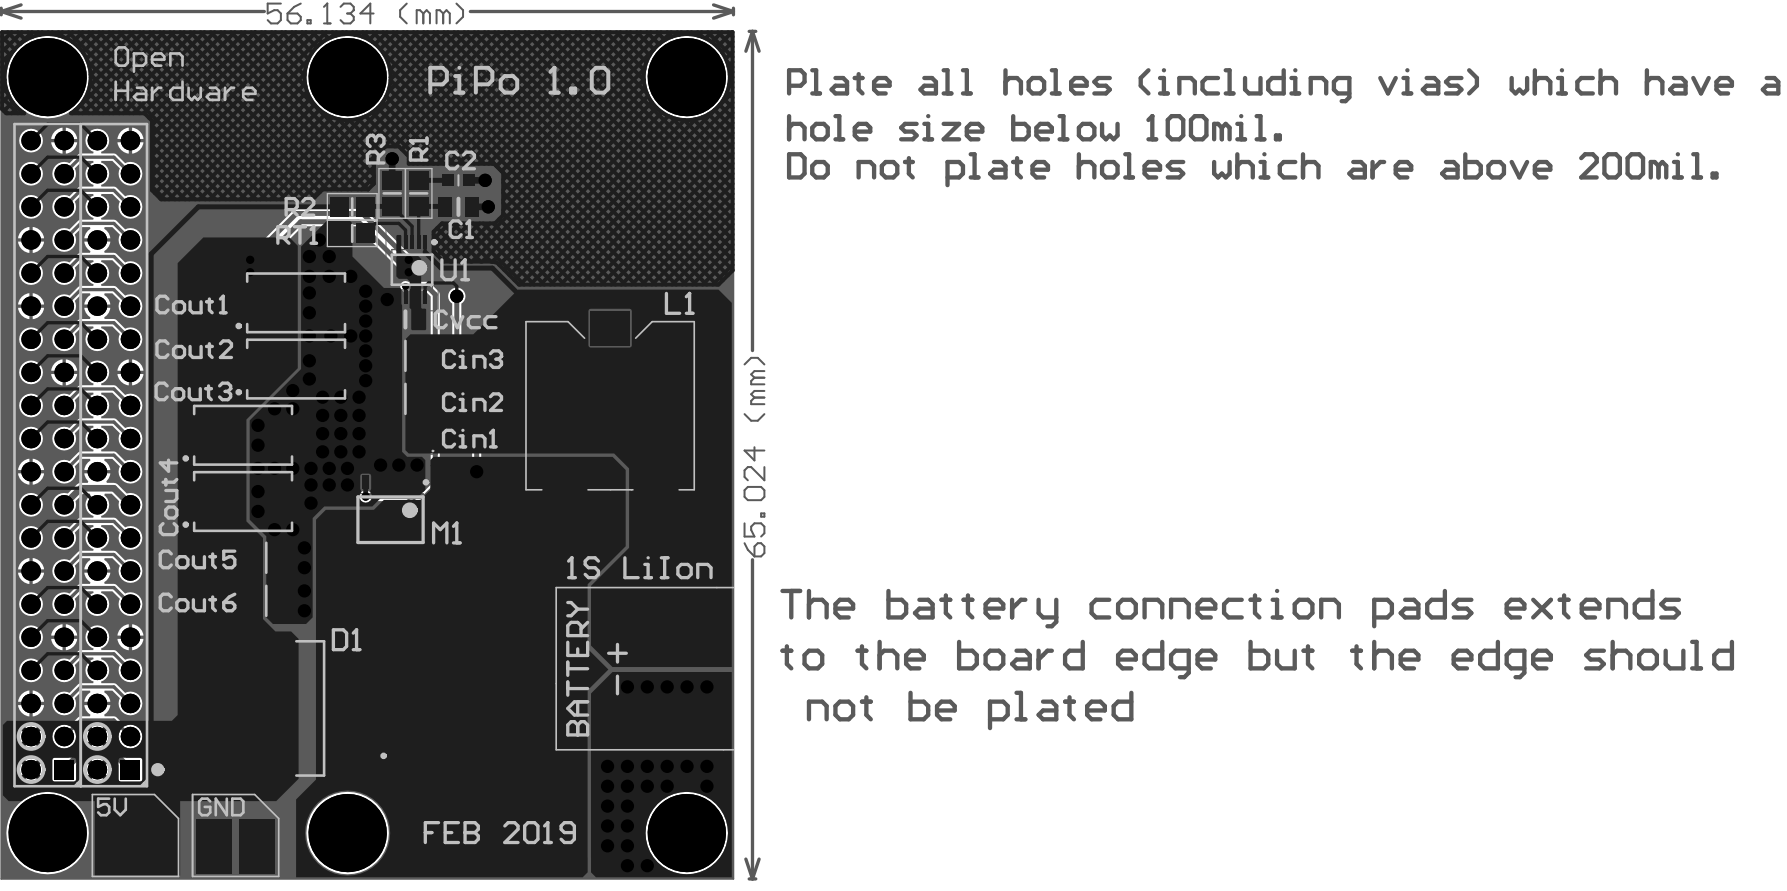 56.134 (mm)
Open
Hardware
PiPo 1.0
Plate all holes (including vias) which have a
hole size below 100mil.
Do not plate holes which are above 200mil.
R3
R1
C2
R2
C1
RT1
U1
Cout1
L1
Cvcc
Cout2
Cin3
Cout3
Cin2
Cin1
65.024 (mm)
Cout4
M1
Cout5
1S LiIon
Cout6
The battery connection pads extends
to the board edge but the edge should
not be plated
D1
BATTERY
+
-
5V
GND
FEB 2019